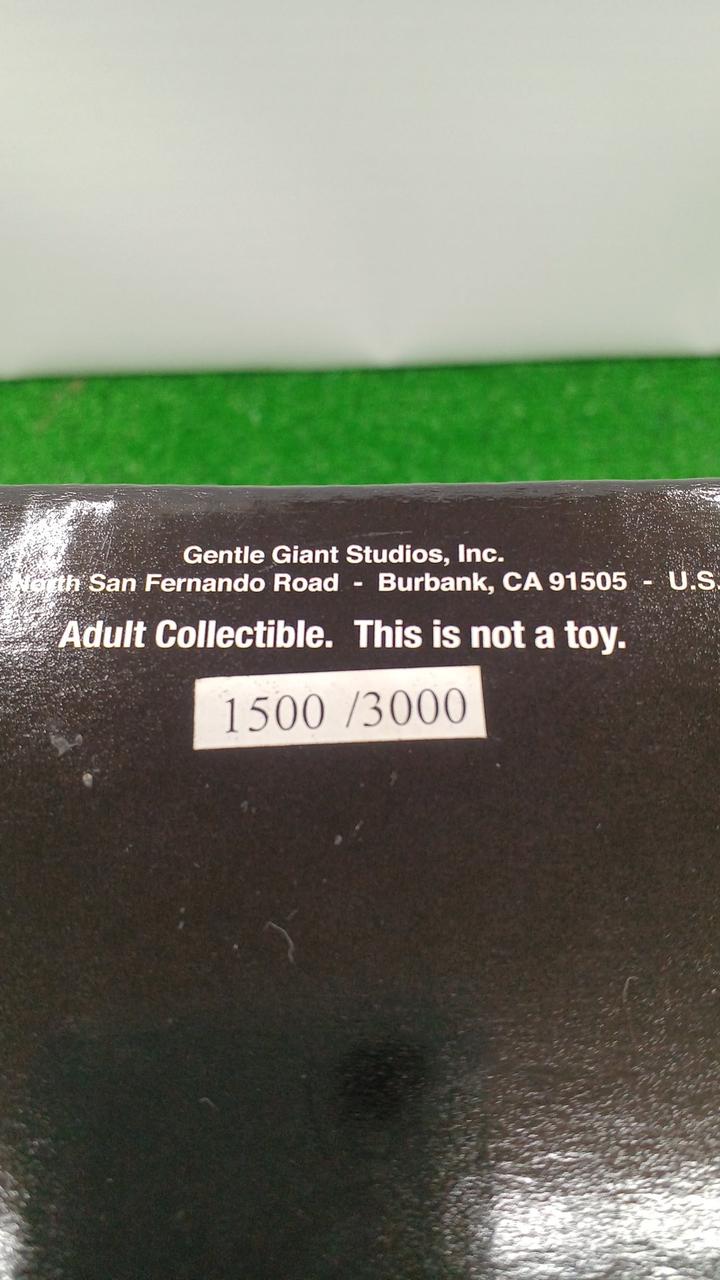 Gentle Giant Studios, Inc.
North San Fernando Road - Burbank, CA 91505 - U.S.
Adult Collectible. This is not a toy.
1500 /3000